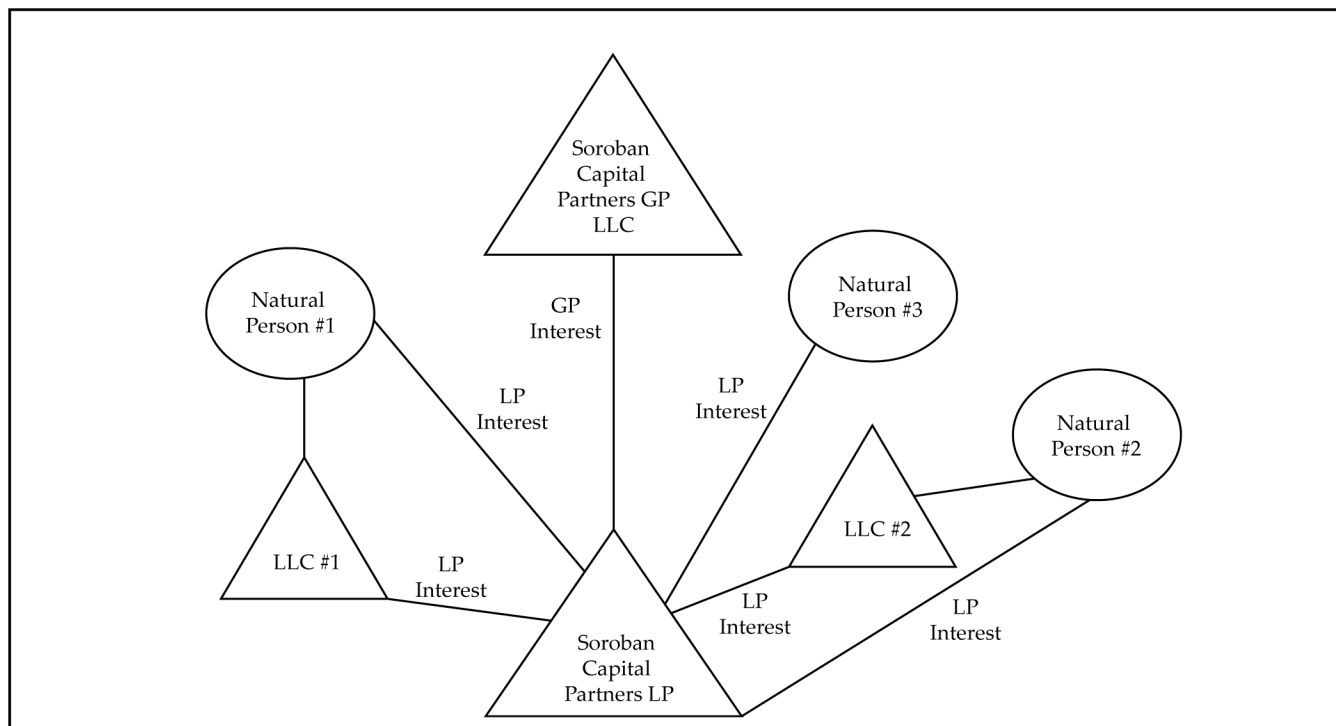 Soroban
Capital
Partners GP
LLC
Natural
Person #1
GP
Interest
Natural
Person #3
LP
Interest
LP
Interest
Natural
Person #2
LLC #1
LLC #2
LP
Interest
LP
Interest
LP
Interest
Soroban
Capital
Partners LP